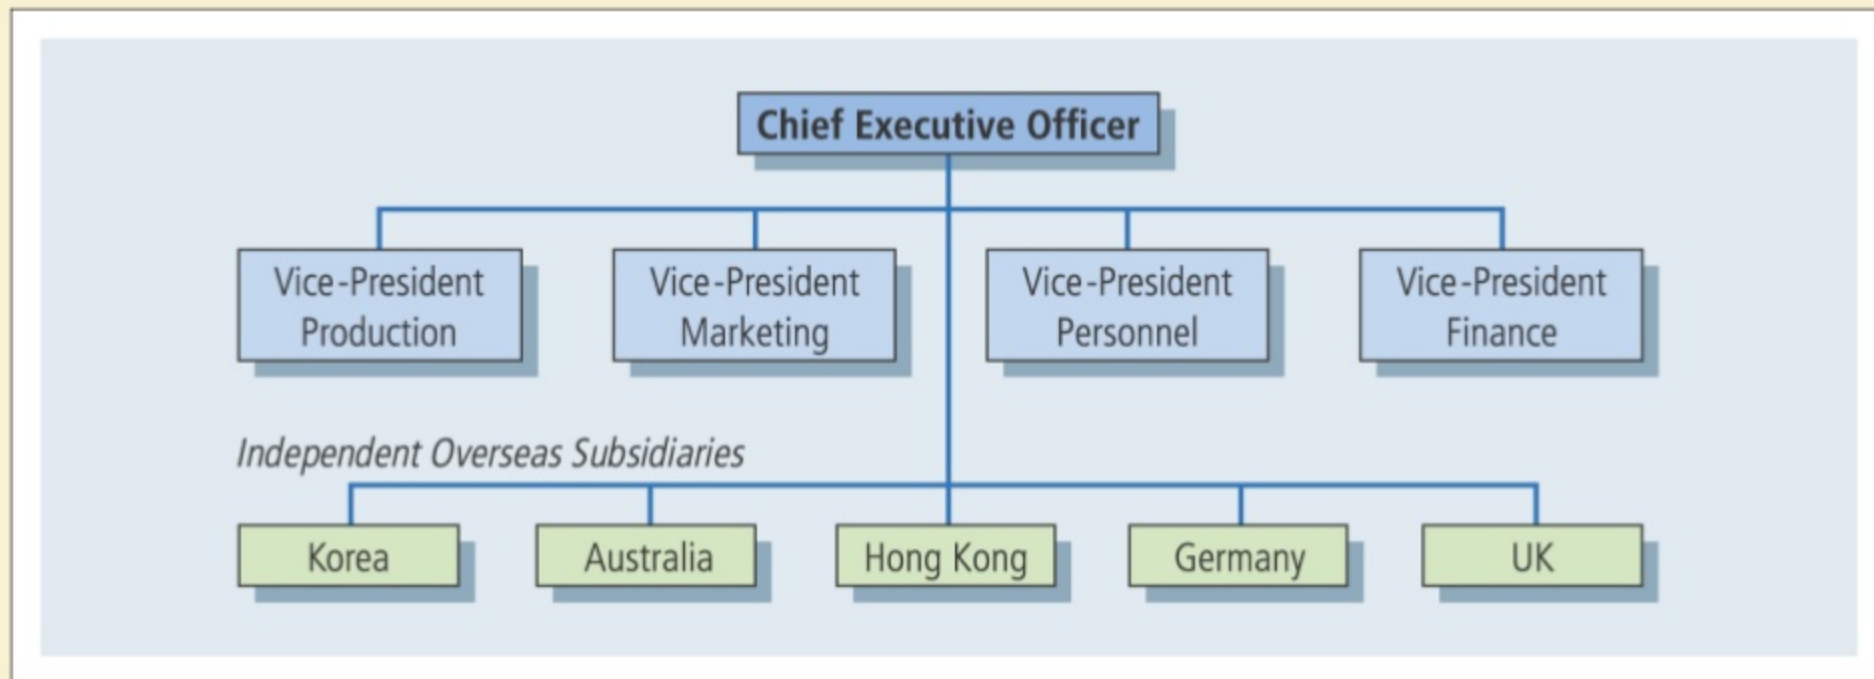 Chief Executive Officer
Vice-President
Production
Vice-President
Marketing
Vice-President
Personnel
Vice-President
Finance
Independent Overseas Subsidiaries
Korea
Australia
Hong Kong
Germany
UK